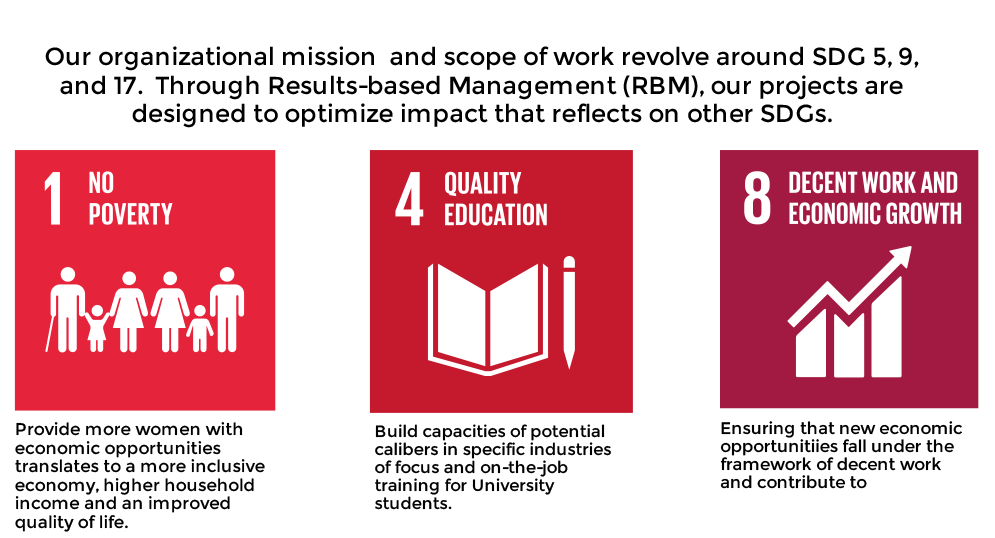 Our organizational mission  and scope of work revolve around SDG 5, 9,
and 17.  Through Results-based Management (RBM), our projects are
designed to optimize impact that reflects on other SDGs.
1 NO
POVERTY
Provide more women with
economic opportunities
translates to a more inclusive
economy, higher household
income and an improved
quality of life.
4 QUALITY
EDUCATION
Build capacities of potential
calibers in specific industries
of focus and on-the-job
training for University
students.
8 DECENT WORK AND
ECONOMIC GROWTH
Ensuring that new economic
opportunitiies fall under the
framework of decent work
and contribute to